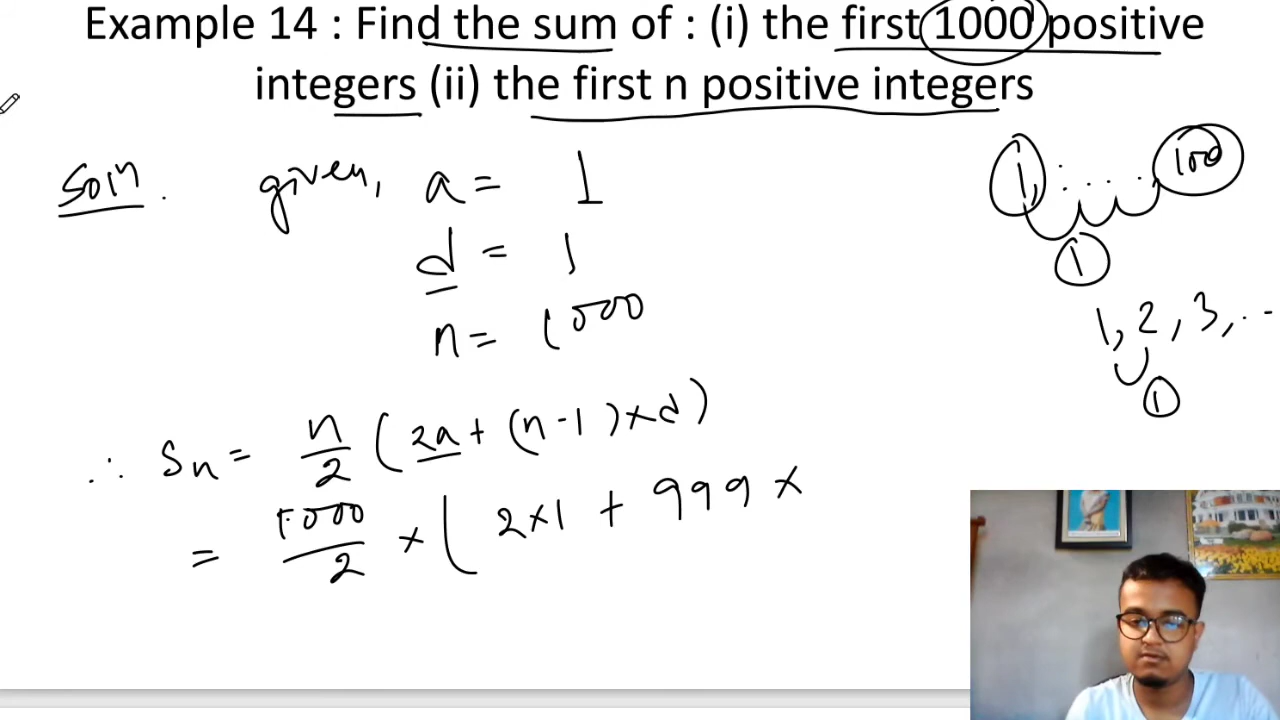 Example 14 : Find the sum of : (i) the first 1000 positive
integers (ii) the first n positive integers
Soln. given, a = 1
d = 1
n = 1000
∴ Sn = n/2 (2a + (n-1) × d)
= 1000/2 × ( 2×1 + 999 ×
1, .....
1
1, 2, 3, ...
1